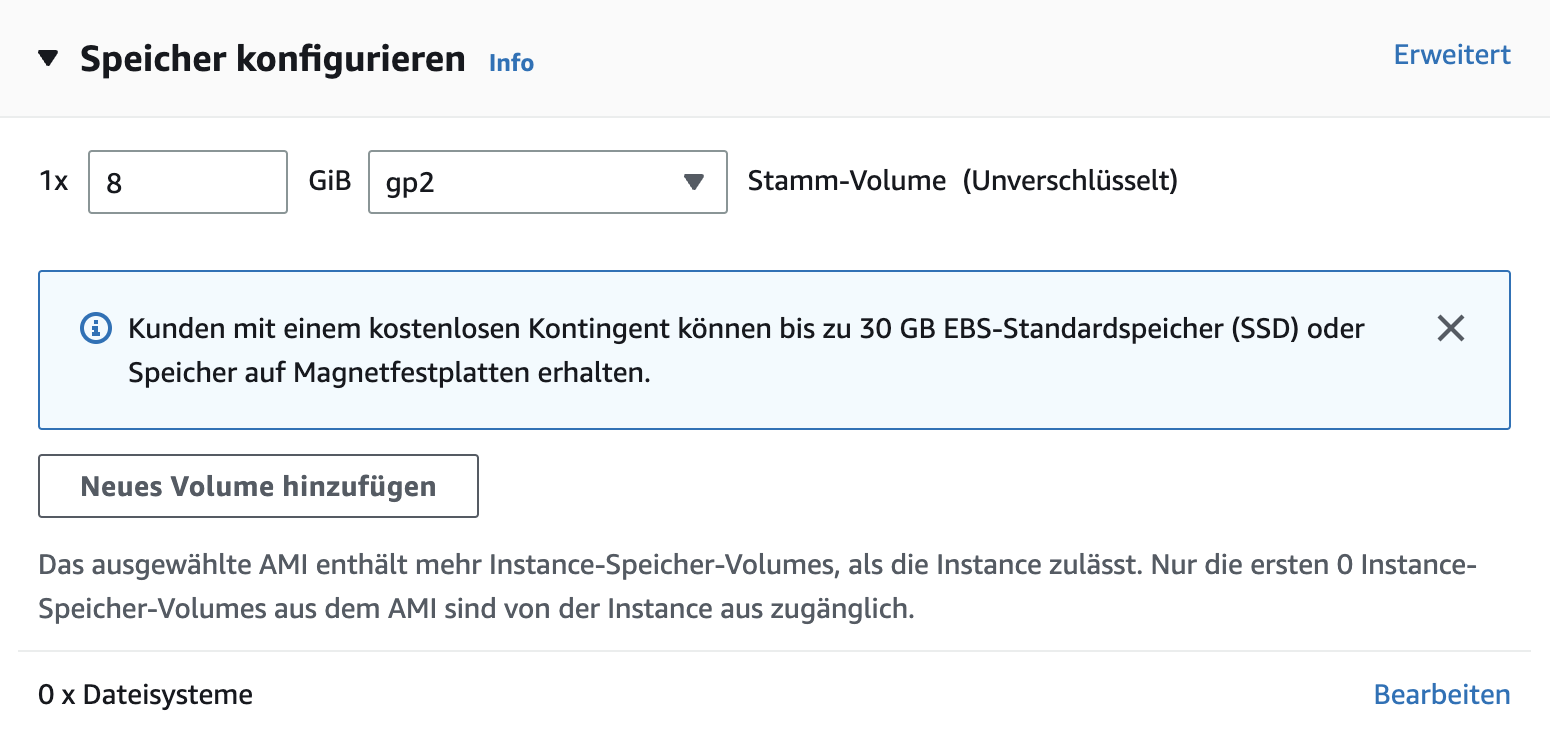 Speicher konfigurieren Info Erweitert
1x 8 GiB gp2 Stamm-Volume (Unverschlüsselt)
Kunden mit einem kostenlosen Kontingent können bis zu 30 GB EBS-Standardspeicher (SSD) oder
Speicher auf Magnetfestplatten erhalten.
Neues Volume hinzufügen
Das ausgewählte AMI enthält mehr Instance-Speicher-Volumes, als die Instance zulässt. Nur die ersten 0 Instance-
Speicher-Volumes aus dem AMI sind von der Instance aus zugänglich.
0 x Dateisysteme Bearbeiten